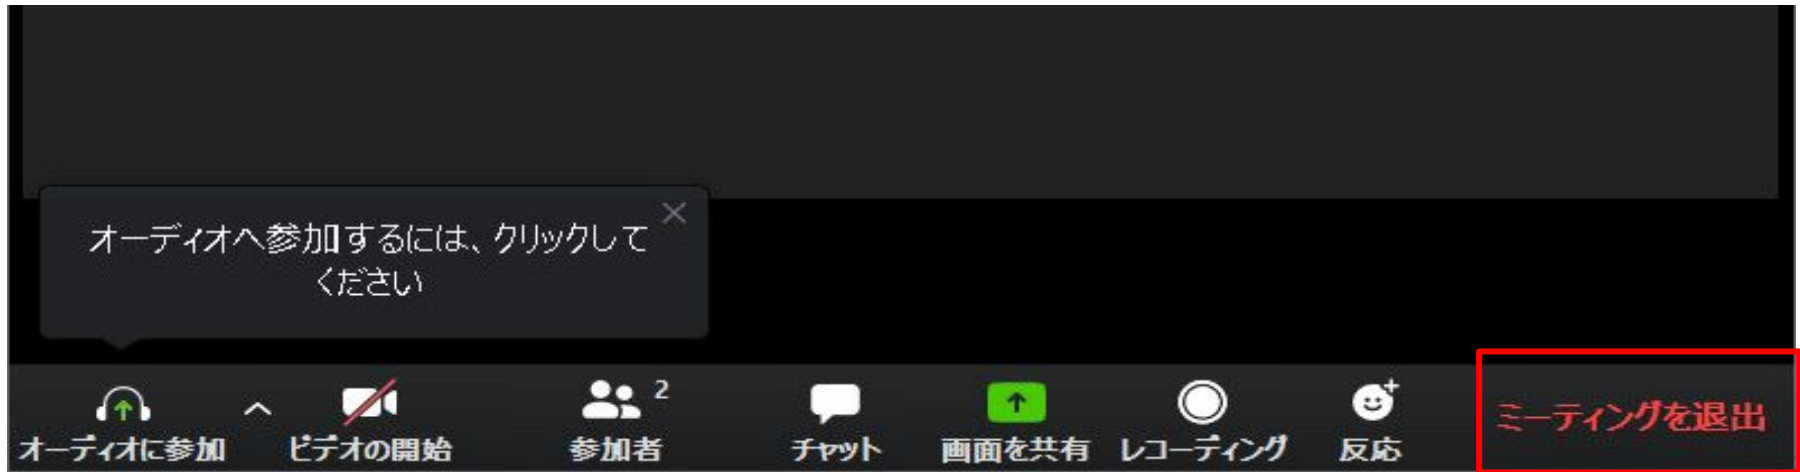 オーディオへ参加するには、クリックして
ください
2
オーディオに参加
ビデオの開始
参加者
チャット
画面を共有
レコーディング
反応
ミーティングを退出